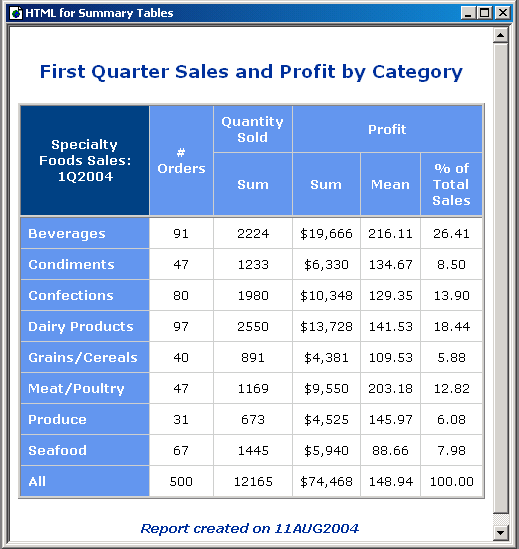 HTML for Summary Tables
First Quarter Sales and Profit by Category
Specialty Foods Sales: 1Q2004 # Orders Quantity Sold Profit
Sum Sum Mean % of Total Sales
Beverages 91 2224 $19,666 216.11 26.41
Condiments 47 1233 $6,330 134.67 8.50
Confections 80 1980 $10,348 129.35 13.90
Dairy Products 97 2550 $13,728 141.53 18.44
Grains/Cereals 40 891 $4,381 109.53 5.88
Meat/Poultry 47 1169 $9,550 203.18 12.82
Produce 31 673 $4,525 145.97 6.08
Seafood 67 1445 $5,940 88.66 7.98
All 500 12165 $74,468 148.94 100.00
Report created on 11AUG2004